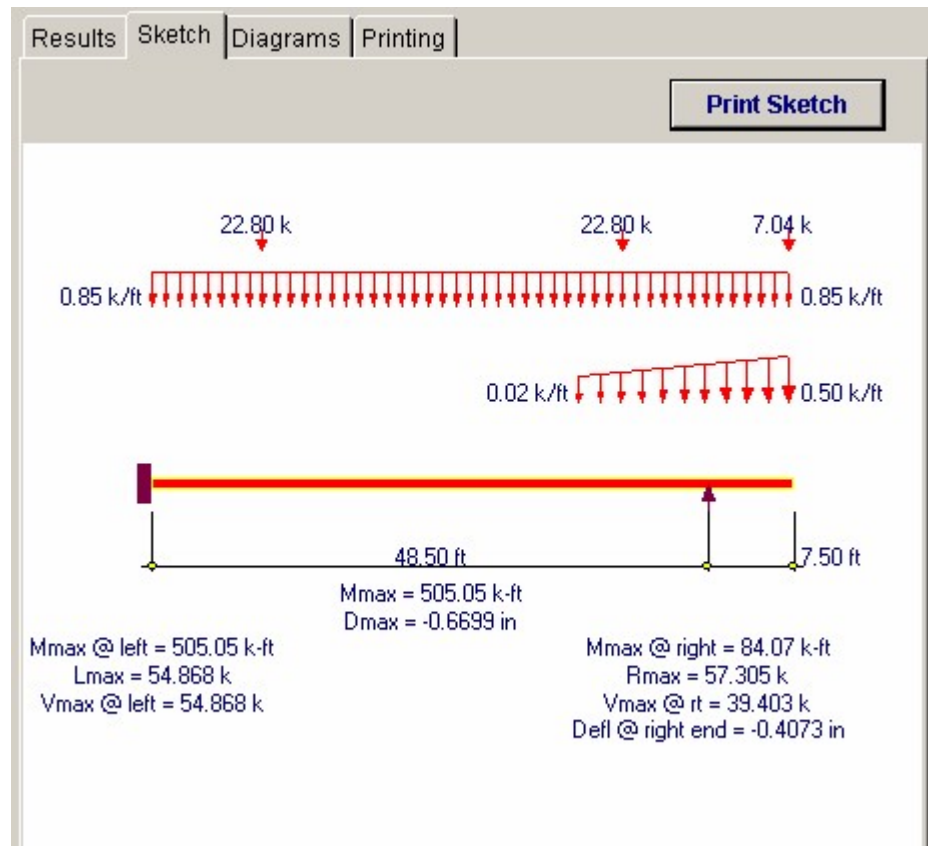 Results Sketch Diagrams Printing
Print Sketch
22.80 k 22.80 k 7.04 k
0.85 k/ft 0.85 k/ft
0.02 k/ft 0.50 k/ft
48.50 ft 7.50 ft
Mmax = 505.05 k-ft
Dmax = -0.6699 in
Mmax @ left = 505.05 k-ft
Lmax = 54.868 k
Vmax @ left = 54.868 k
Mmax @ right = 84.07 k-ft
Rmax = 57.305 k
Vmax @ rt = 39.403 k
Defl @ right end = -0.4073 in